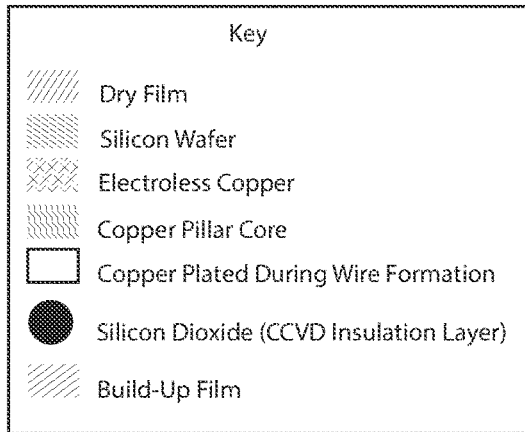 Key
Dry Film
Silicon Wafer
Electroless Copper
Copper Pillar Core
Copper Plated During Wire Formation
Silicon Dioxide (CCVD Insulation Layer)
Build-Up Film